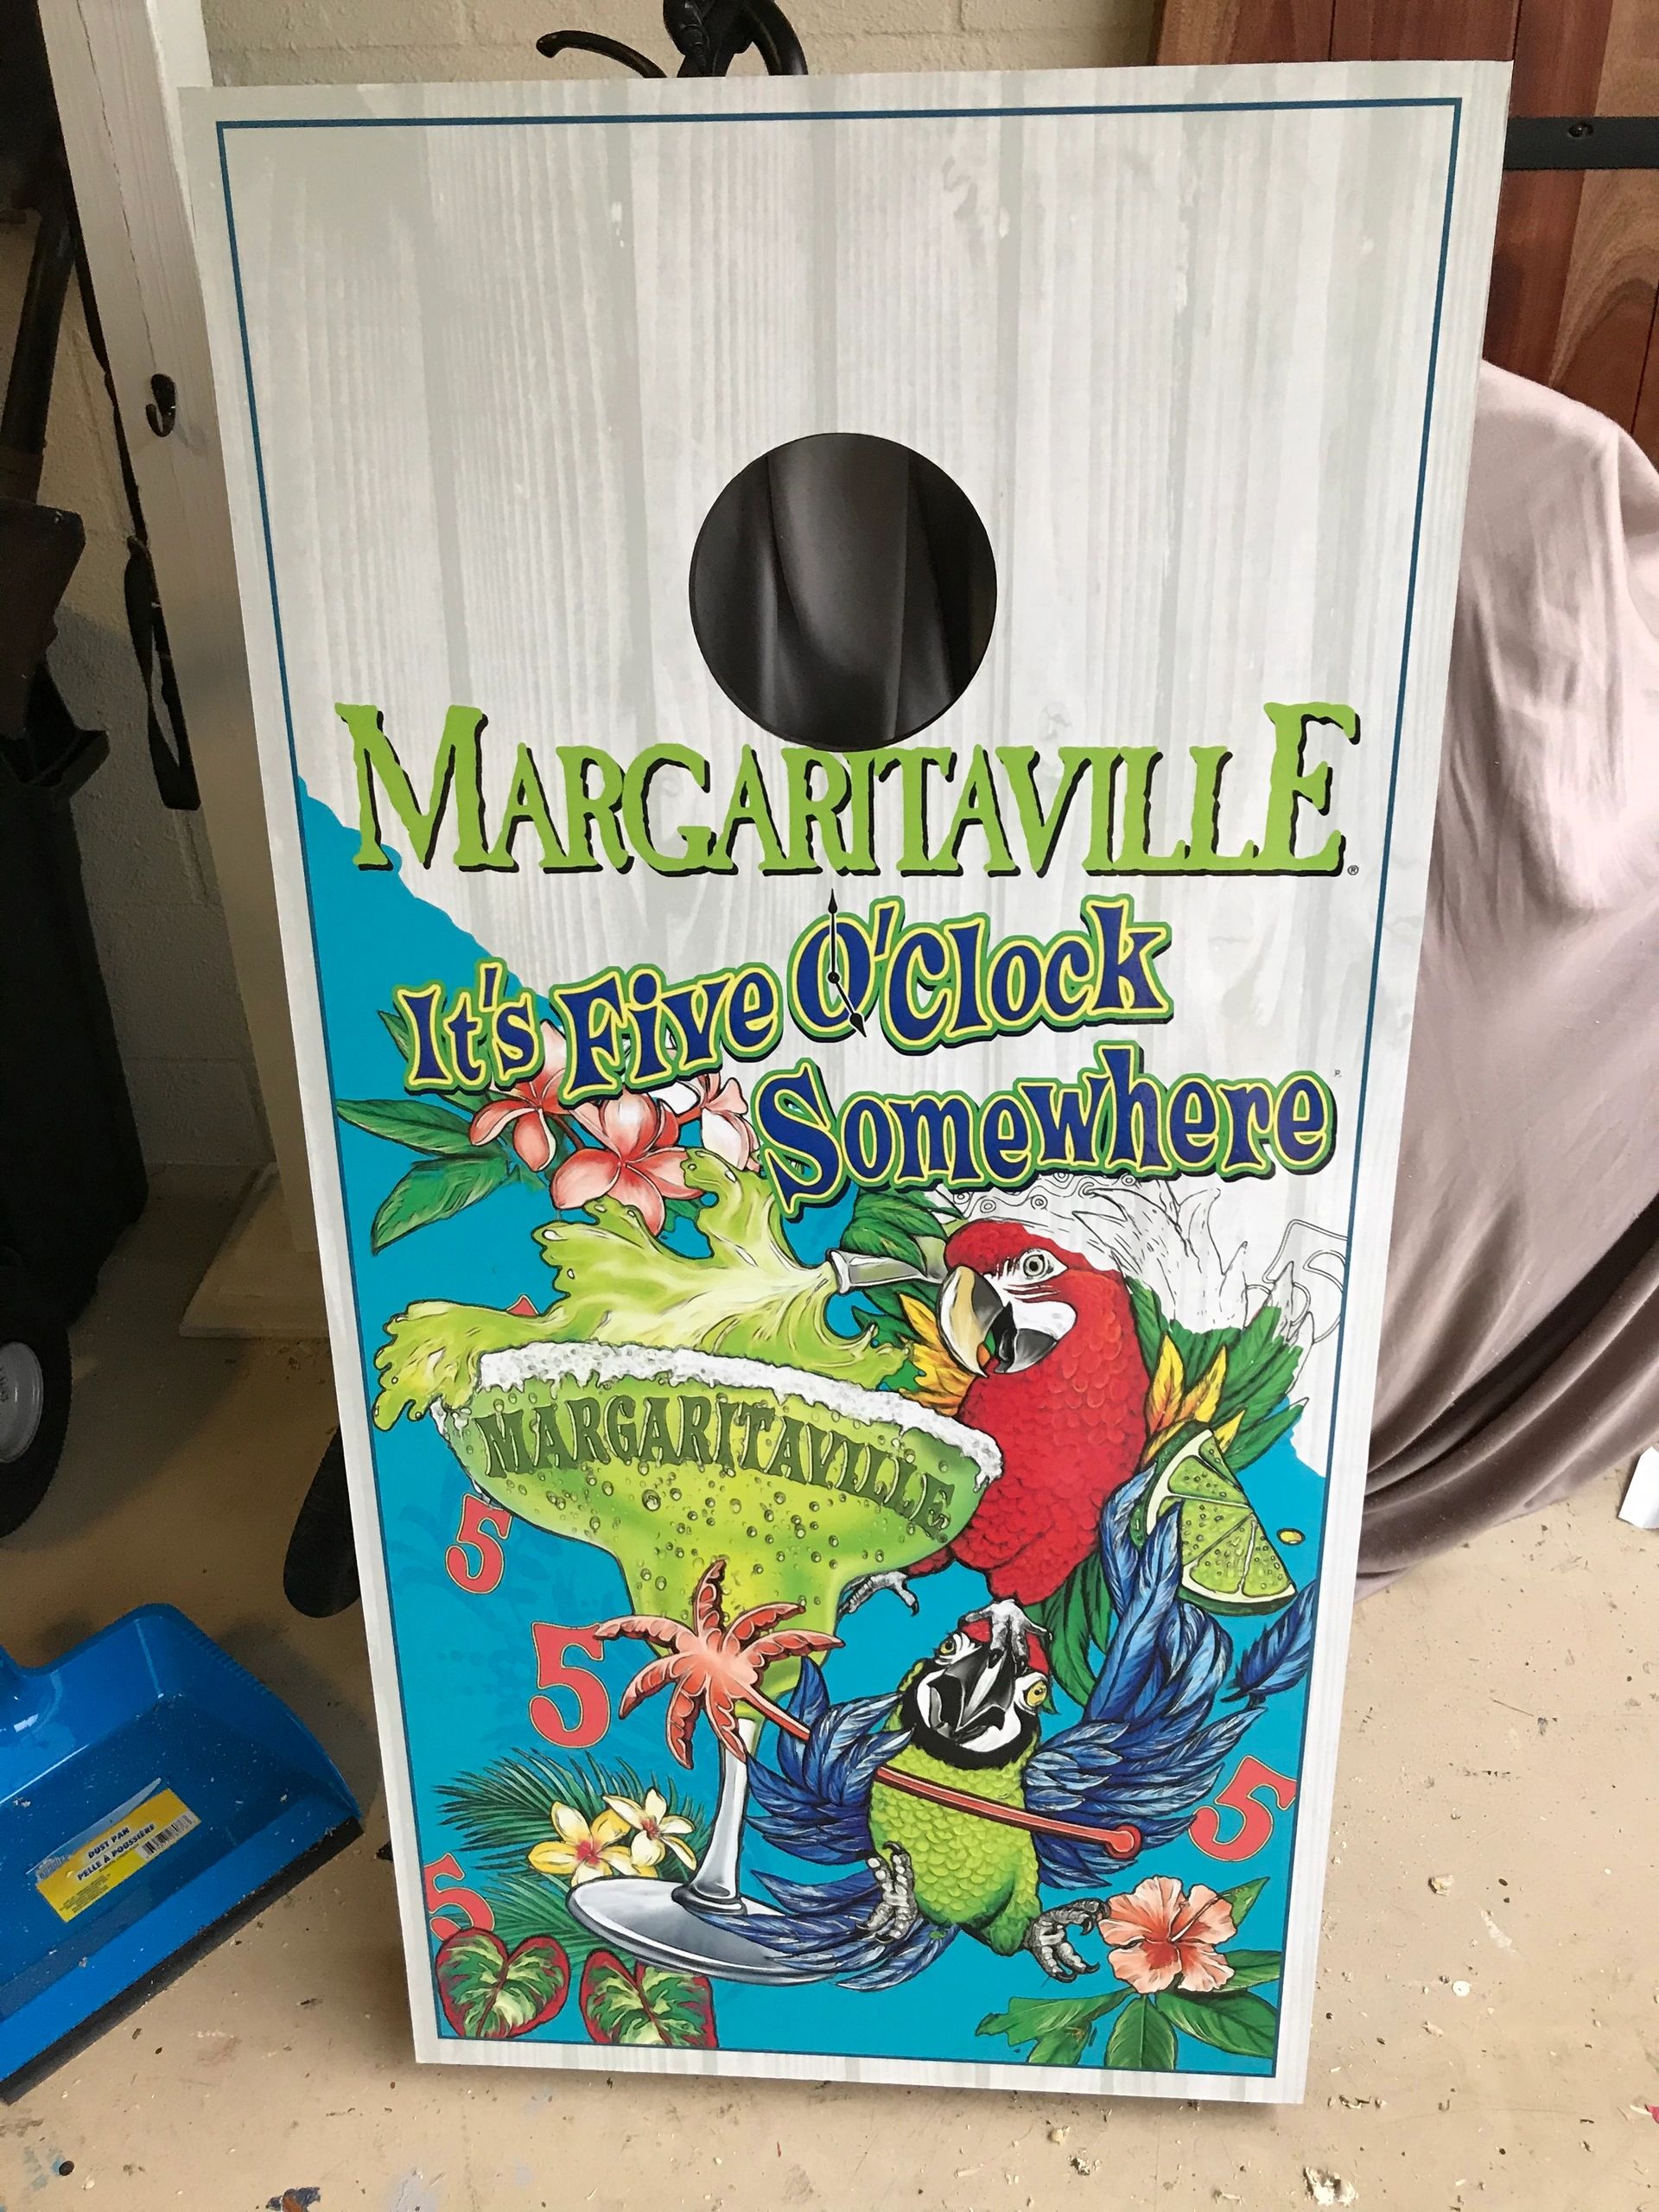 MARGARITAVILLE®
It's Five O'Clock
Somewhere
MARGARITAVILLE
5
5
5
5
DUST PAN
PELLE À POUSSIÈRE